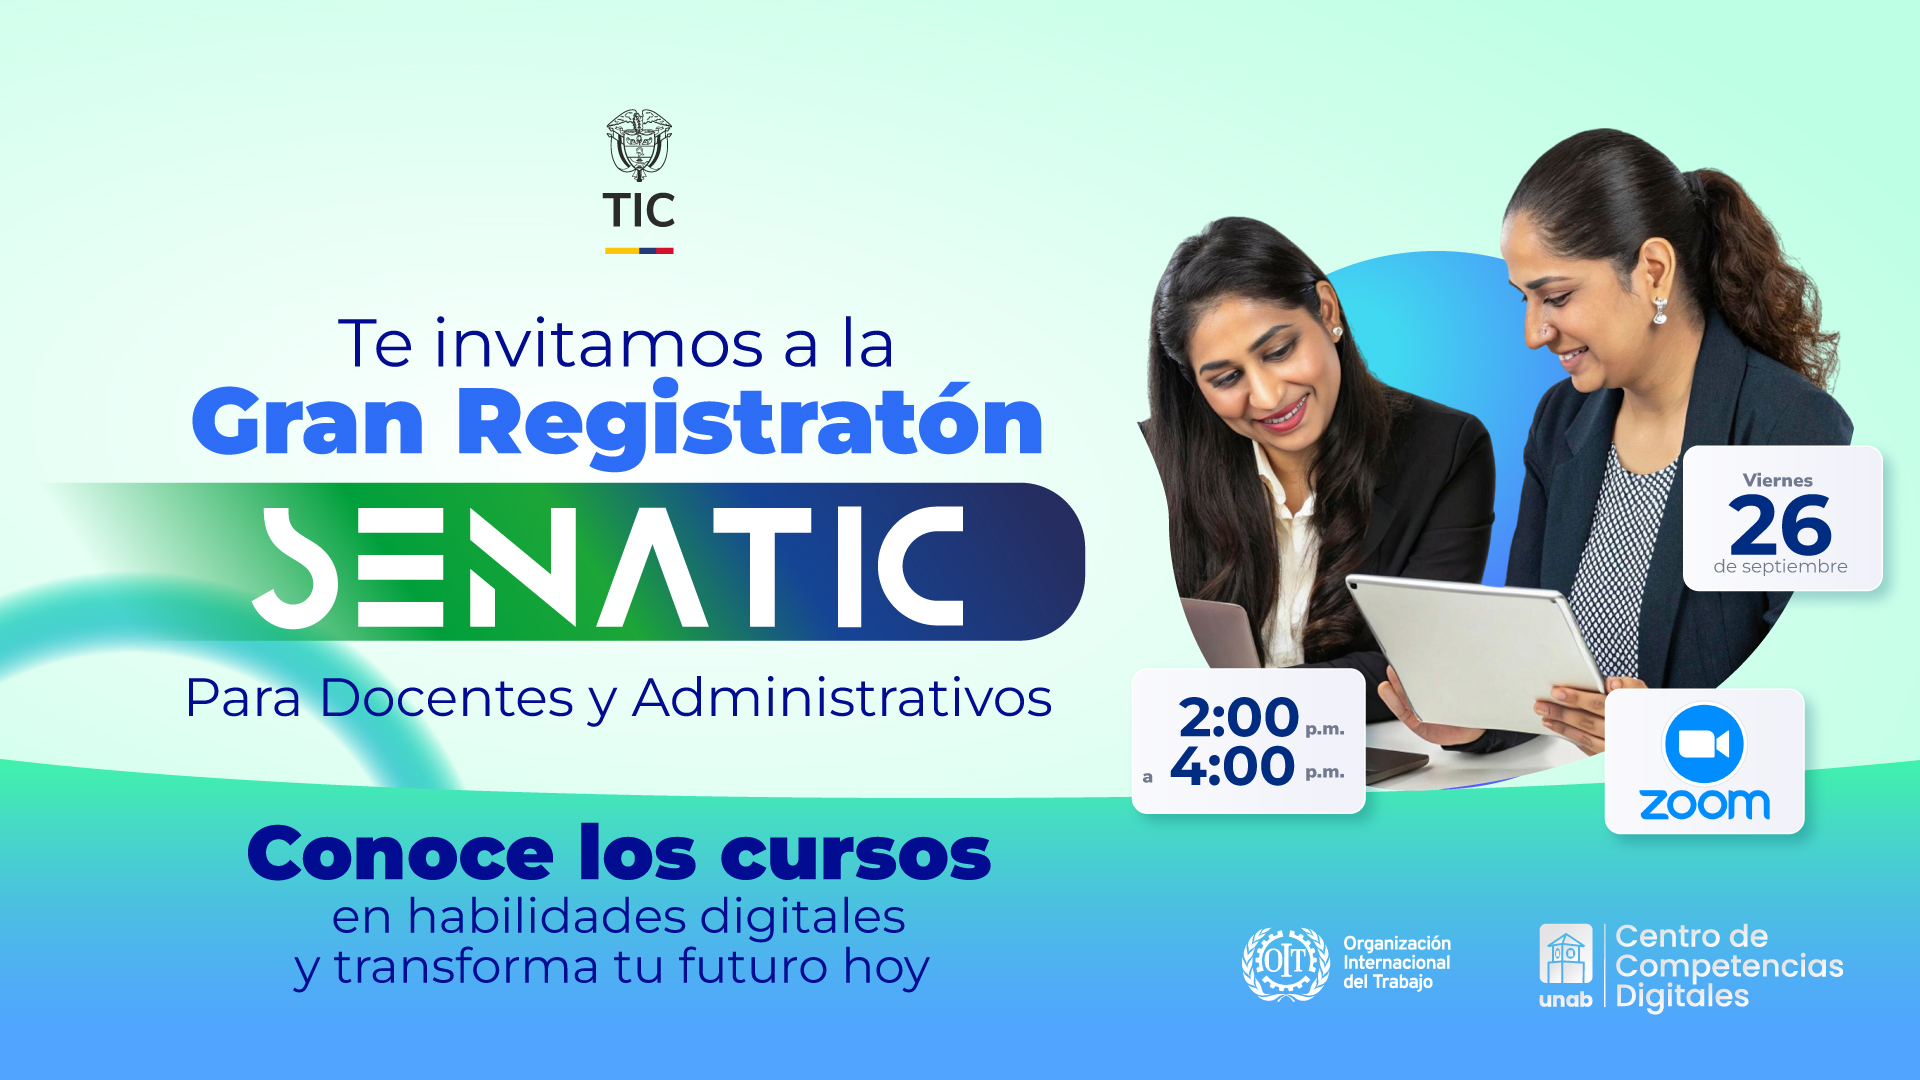 TIC
Te invitamos a la
Gran Registratón
SENATIC
Para Docentes y Administrativos
Viernes
26
de septiembre
2:00 p.m.
a 4:00 p.m.
zoom
Conoce los cursos
en habilidades digitales
y transforma tu futuro hoy
OIT
Organización
Internacional
del Trabajo
unab
Centro de
Competencias
Digitales